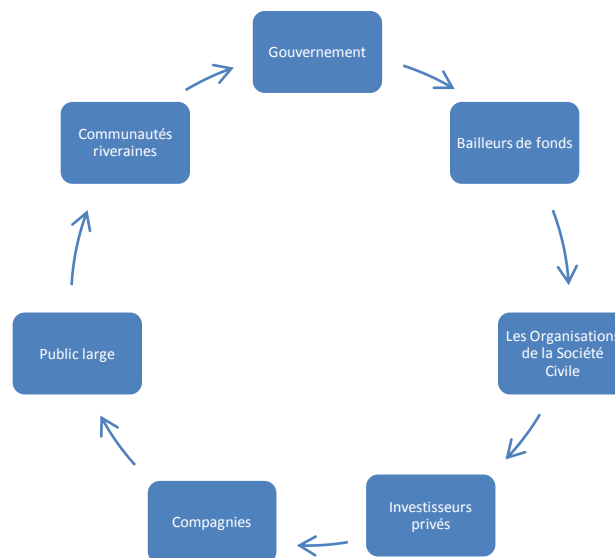 Gouvernement
Bailleurs de fonds
Les Organisations
de la Société
Civile
Investisseurs
privés
Compagnies
Public large
Communautés
riveraines